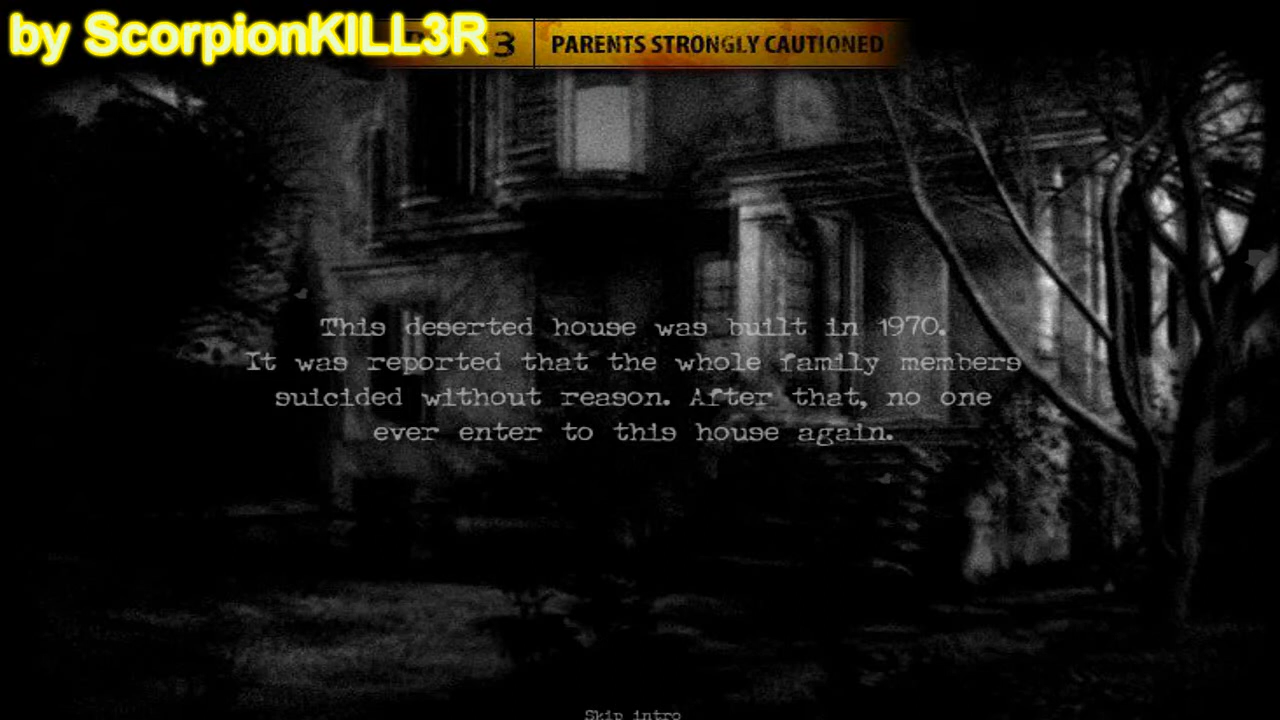 by ScorpionKILL3R
3
PARENTS STRONGLY CAUTIONED
This deserted house was built in 1970.
It was reported that the whole family members
suicided without reason. After that, no one
ever enter to this house again.
Skip intro